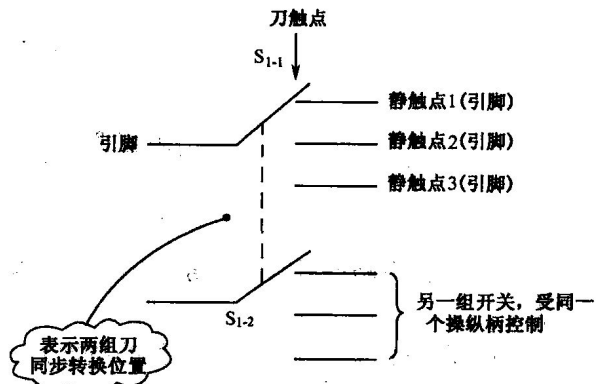 刀触点
S1-1
静触点1(引脚)
引脚
静触点2(引脚)
静触点3(引脚)
S1-2
另一组开关，受同一
个操纵柄控制
表示两组刀
同步转换位置